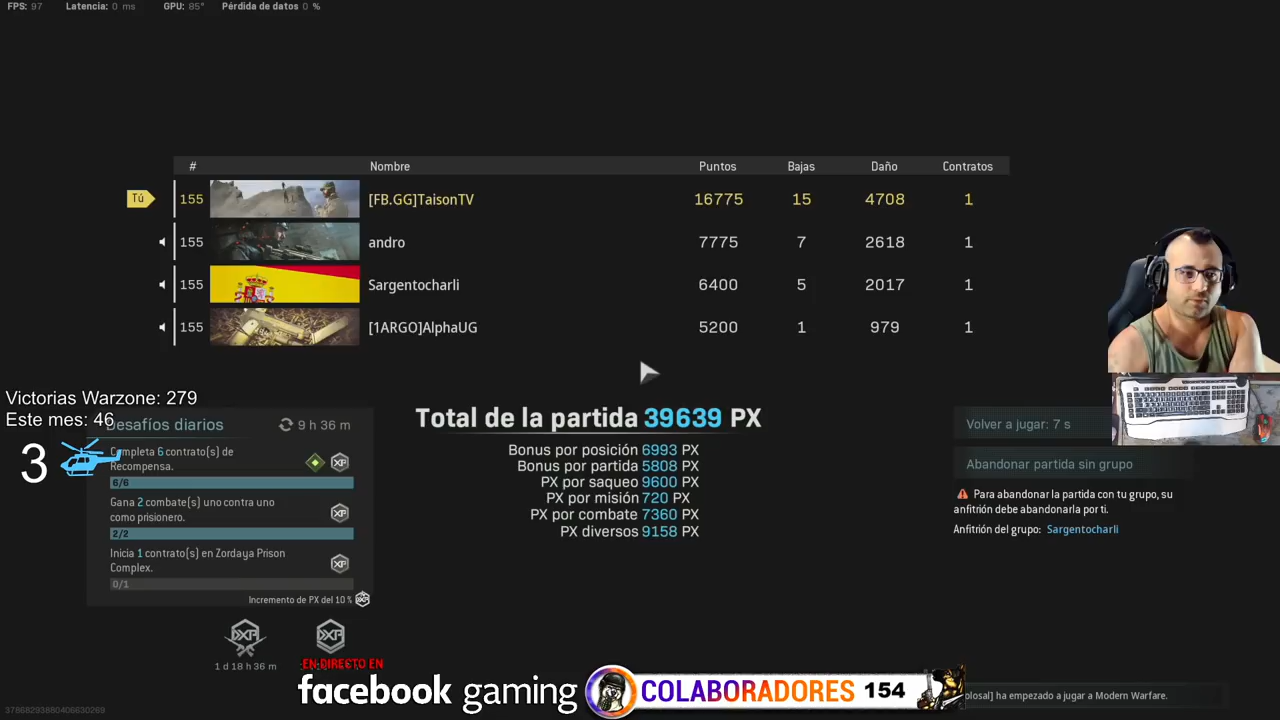 FPS: 97 Latencia: 0 ms GPU: 85° Pérdida de datos 0 %
# Nombre Puntos Bajas Daño Contratos
Tú 155 [FB.GG]TaisonTV 16775 15 4708 1
155 andro 7775 7 2618 1
155 Sargentocharli 6400 5 2017 1
155 [1ARGO]AlphaUG 5200 1 979 1
Victorias Warzone: 279
Este mes: 46
3
Desafíos diarios 9 h 36 m
Completa 6 contrato(s) de
Recompensa.
6/6
Gana 2 combate(s) uno contra uno
como prisionero.
2/2
Inicia 1 contrato(s) en Zordaya Prison
Complex.
0/1
Incremento de PX del 10 %
1 d 18 h 36 m
Total de la partida 39639 PX
Bonus por posición 6993 PX
Bonus por partida 5808 PX
PX por saqueo 9600 PX
PX por misión 720 PX
PX por combate 7360 PX
PX diversos 9158 PX
Volver a jugar: 7 s
Abandonar partida sin grupo
Para abandonar la partida con tu grupo, su
anfitrión debe abandonarla por ti.
Anfitrión del grupo: Sargentocharli
EN DIRECTO EN
facebook gaming
COLABORADORES 154
olosal] ha empezado a jugar a Modern Warfare.